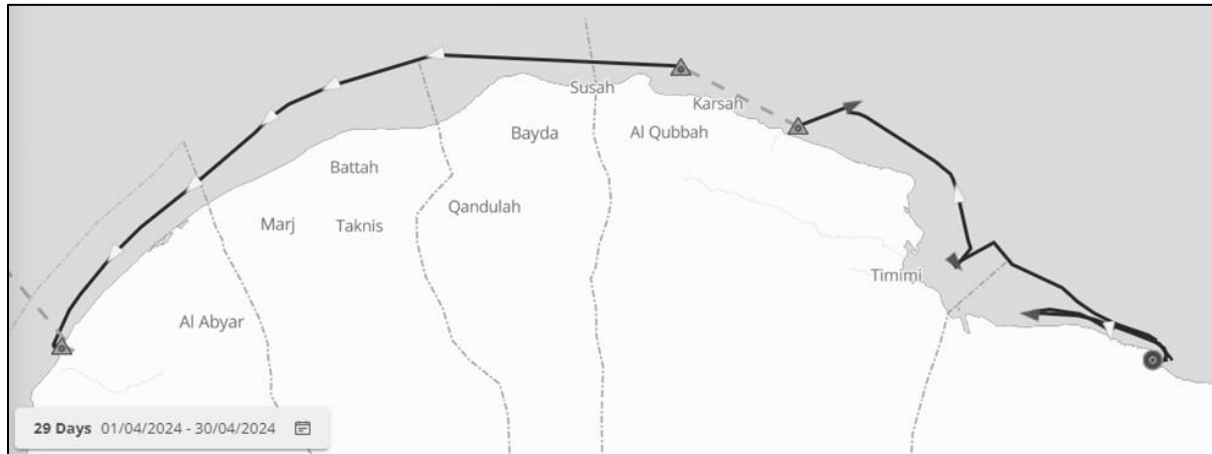 Susah
Karsah
Bayda
Al Qubbah
Battah
Qandulah
Marj
Taknis
Timimi
Al Abyar
29 Days 01/04/2024 - 30/04/2024